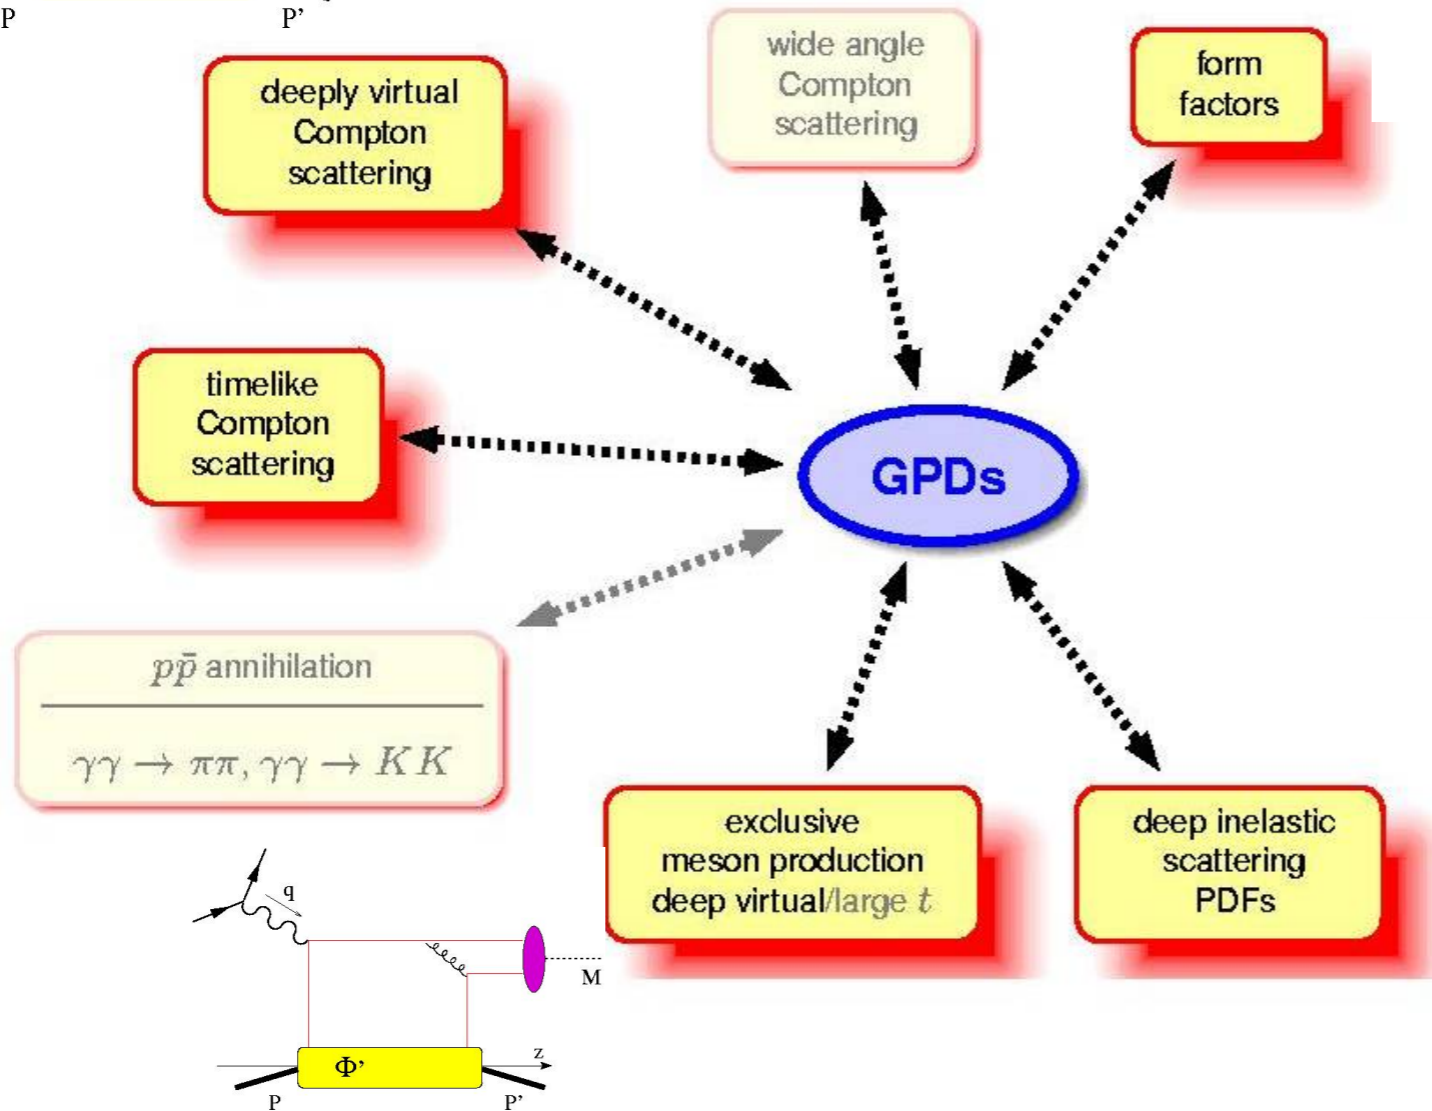 P P'
deeply virtual
Compton
scattering
wide angle
Compton
scattering
form
factors
timelike
Compton
scattering
GPDs
pp̄ annihilation
γγ → ππ, γγ → KK
exclusive
meson production
deep virtual/large t
deep inelastic
scattering
PDFs
q
M
Φ'
z
P P'